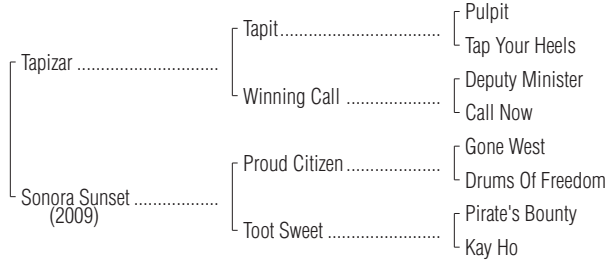 Pulpit
Tapit
Tap Your Heels
Tapizar
Deputy Minister
Winning Call
Call Now
Gone West
Proud Citizen
Drums Of Freedom
Sonora Sunset
(2009)
Pirate's Bounty
Toot Sweet
Kay Ho